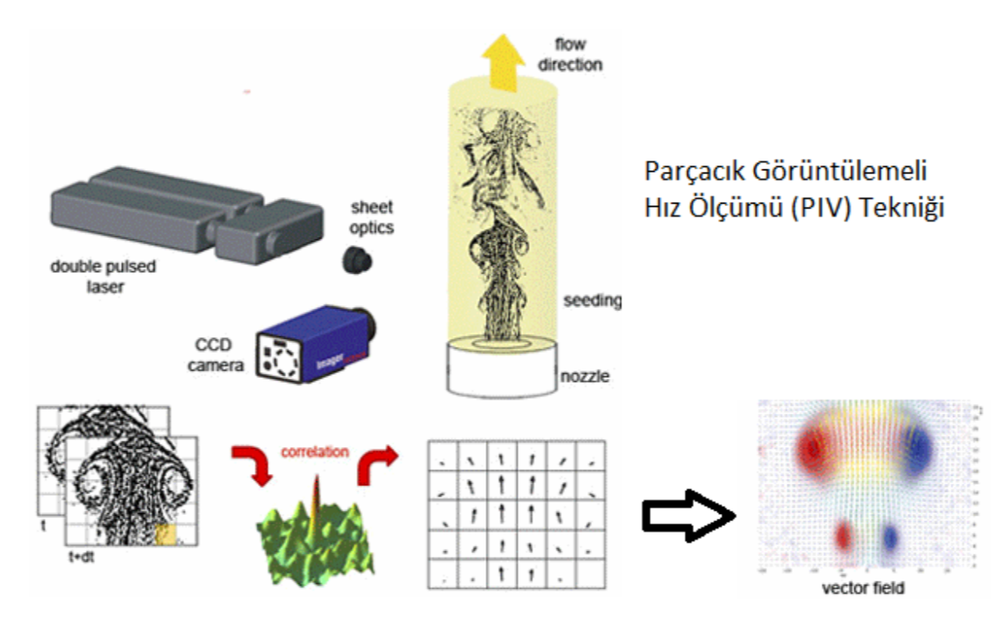 flow
direction
Parçacık Görüntülemeli
Hız Ölçümü (PIV) Tekniği
sheet
optics
double pulsed
laser
seeding
CCD
camera
Imager
nozzle
correlation
t
t+dt
vector field